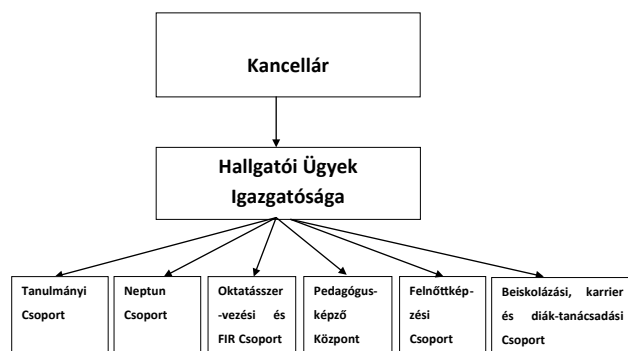 Kancellár
Hallgatói Ügyek
Igazgatósága
Tanulmányi
Csoport
Neptun
Csoport
Oktatásszer
-vezési és
FIR Csoport
Pedagógus-
képző
Központ
Felnőttkép-
zési
Csoport
Beiskolázási, karrier
és diák-tanácsadási
Csoport